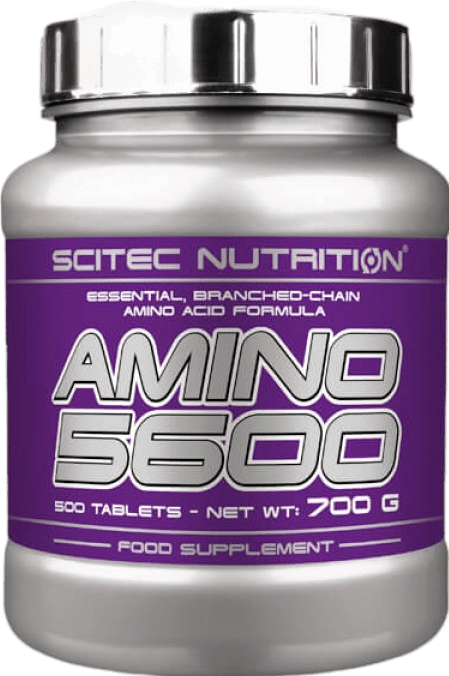 SCITEC NUTRITION®
ESSENTIAL, BRANCHED-CHAIN
AMINO ACID FORMULA
AMINO
5600
500 TABLETS - NET WT: 700 G
FOOD SUPPLEMENT